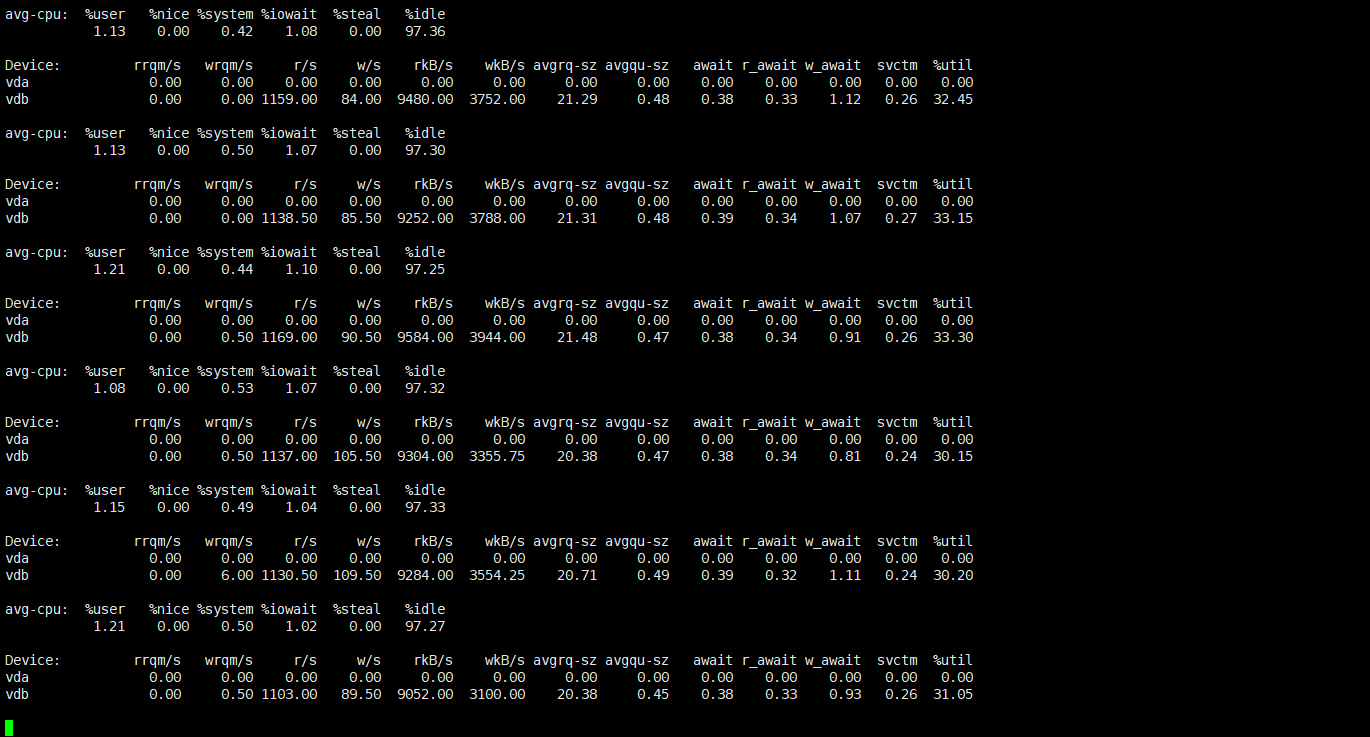 avg-cpu:  %user   %nice %system %iowait  %steal   %idle
           1.13    0.00    0.42    1.08    0.00   97.36
Device:         rrqm/s   wrqm/s     r/s     w/s    rkB/s    wkB/s avgrq-sz avgqu-sz   await r_await w_await  svctm  %util
vda               0.00     0.00    0.00    0.00     0.00     0.00     0.00     0.00    0.00    0.00    0.00   0.00   0.00
vdb               0.00     0.00 1159.00   84.00  9480.00  3752.00    21.29     0.48    0.38    0.33    1.12   0.26  32.45
avg-cpu:  %user   %nice %system %iowait  %steal   %idle
           1.13    0.00    0.50    1.07    0.00   97.30
Device:         rrqm/s   wrqm/s     r/s     w/s    rkB/s    wkB/s avgrq-sz avgqu-sz   await r_await w_await  svctm  %util
vda               0.00     0.00    0.00    0.00     0.00     0.00     0.00     0.00    0.00    0.00    0.00   0.00   0.00
vdb               0.00     0.00 1138.50   85.50  9252.00  3788.00    21.31     0.48    0.39    0.34    1.07   0.27  33.15
avg-cpu:  %user   %nice %system %iowait  %steal   %idle
           1.21    0.00    0.44    1.10    0.00   97.25
Device:         rrqm/s   wrqm/s     r/s     w/s    rkB/s    wkB/s avgrq-sz avgqu-sz   await r_await w_await  svctm  %util
vda               0.00     0.00    0.00    0.00     0.00     0.00     0.00     0.00    0.00    0.00    0.00   0.00   0.00
vdb               0.00     0.50 1169.00   90.50  9584.00  3944.00    21.48     0.47    0.38    0.34    0.91   0.26  33.30
avg-cpu:  %user   %nice %system %iowait  %steal   %idle
           1.08    0.00    0.53    1.07    0.00   97.32
Device:         rrqm/s   wrqm/s     r/s     w/s    rkB/s    wkB/s avgrq-sz avgqu-sz   await r_await w_await  svctm  %util
vda               0.00     0.00    0.00    0.00     0.00     0.00     0.00     0.00    0.00    0.00    0.00   0.00   0.00
vdb               0.00     0.50 1137.00  105.50  9304.00  3355.75    20.38     0.47    0.38    0.34    0.81   0.24  30.15
avg-cpu:  %user   %nice %system %iowait  %steal   %idle
           1.15    0.00    0.49    1.04    0.00   97.33
Device:         rrqm/s   wrqm/s     r/s     w/s    rkB/s    wkB/s avgrq-sz avgqu-sz   await r_await w_await  svctm  %util
vda               0.00     0.00    0.00    0.00     0.00     0.00     0.00     0.00    0.00    0.00    0.00   0.00   0.00
vdb               0.00     6.00 1130.50  109.50  9284.00  3554.25    20.71     0.49    0.39    0.32    1.11   0.24  30.20
avg-cpu:  %user   %nice %system %iowait  %steal   %idle
           1.21    0.00    0.50    1.02    0.00   97.27
Device:         rrqm/s   wrqm/s     r/s     w/s    rkB/s    wkB/s avgrq-sz avgqu-sz   await r_await w_await  svctm  %util
vda               0.00     0.00    0.00    0.00     0.00     0.00     0.00     0.00    0.00    0.00    0.00   0.00   0.00
vdb               0.00     0.50 1103.00   89.50  9052.00  3100.00    20.38     0.45    0.38    0.33    0.93   0.26  31.05